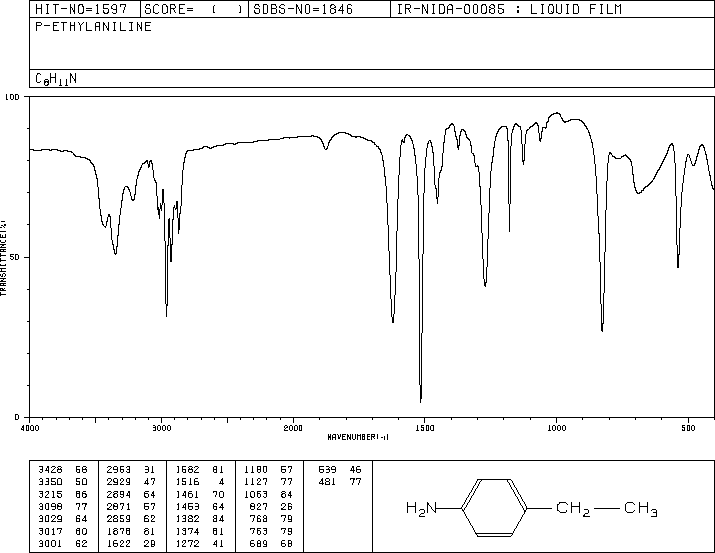 HIT-NO=1597 SCORE= ( ) SDBS-NO=1846 IR-NIDA-00085 : LIQUID FILM
P-ETHYLANILINE
C8H11N
100
50
0
TRANSMITTANCE(%)
4000 3000 2000 1500 1000 500
WAVENUMBER(-1)
3428 58 2963 31 1582 81 1180 57 539 46
3350 50 2929 47 1516 4 1127 77 481 77
3215 66 2894 64 1461 70 1063 84
3098 77 2871 57 1453 64 827 26
3029 64 2859 62 1382 84 768 79
3017 60 1878 81 1374 81 753 79
3001 62 1622 29 1272 41 689 68
H2N CH2 CH3